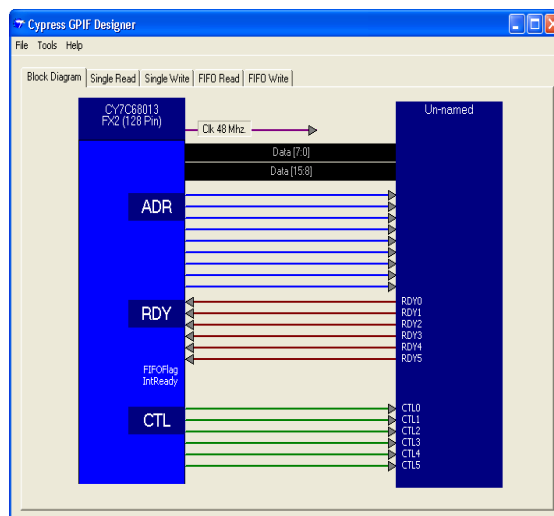 Cypress GPIF Designer
File Tools Help
Block Diagram Single Read Single Write FIFO Read FIFO Write
CY7C68013
FX2 (128 Pin)
Clk 48 Mhz.
Un-named
Data [7:0]
Data [15:8]
ADR
RDY
RDY0
RDY1
RDY2
RDY3
RDY4
RDY5
FIFOFlag
IntReady
CTL
CTL0
CTL1
CTL2
CTL3
CTL4
CTL5